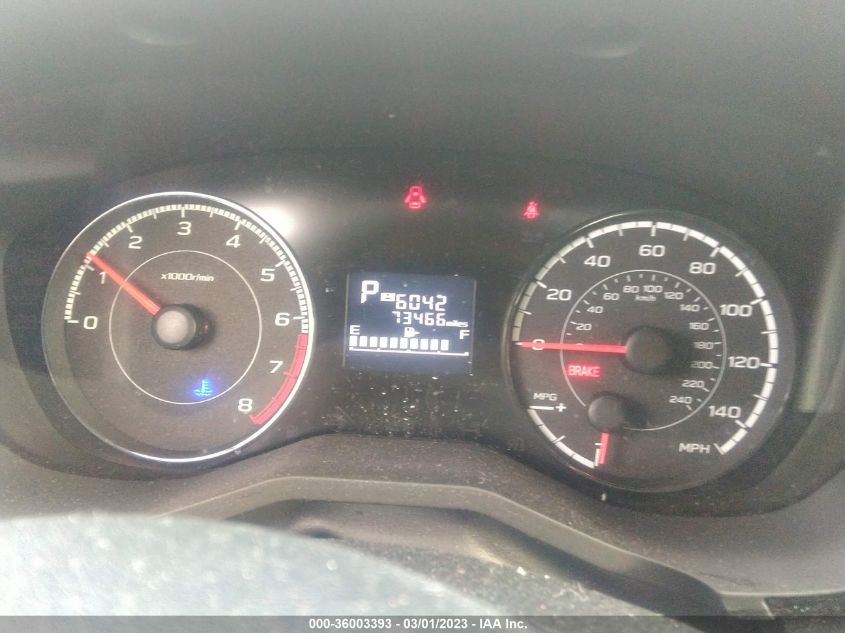 0 1 2 3 4 5 6 7 8
x1000r/min
P 6042
73466 miles
E F
0 20 40 60 80 100 120 140
MPH
20 40 60 80 100 120 140 160 180 200 220 240
km/h
BRAKE
MPG
- +
000-36003393 - 03/01/2023 - IAA Inc.